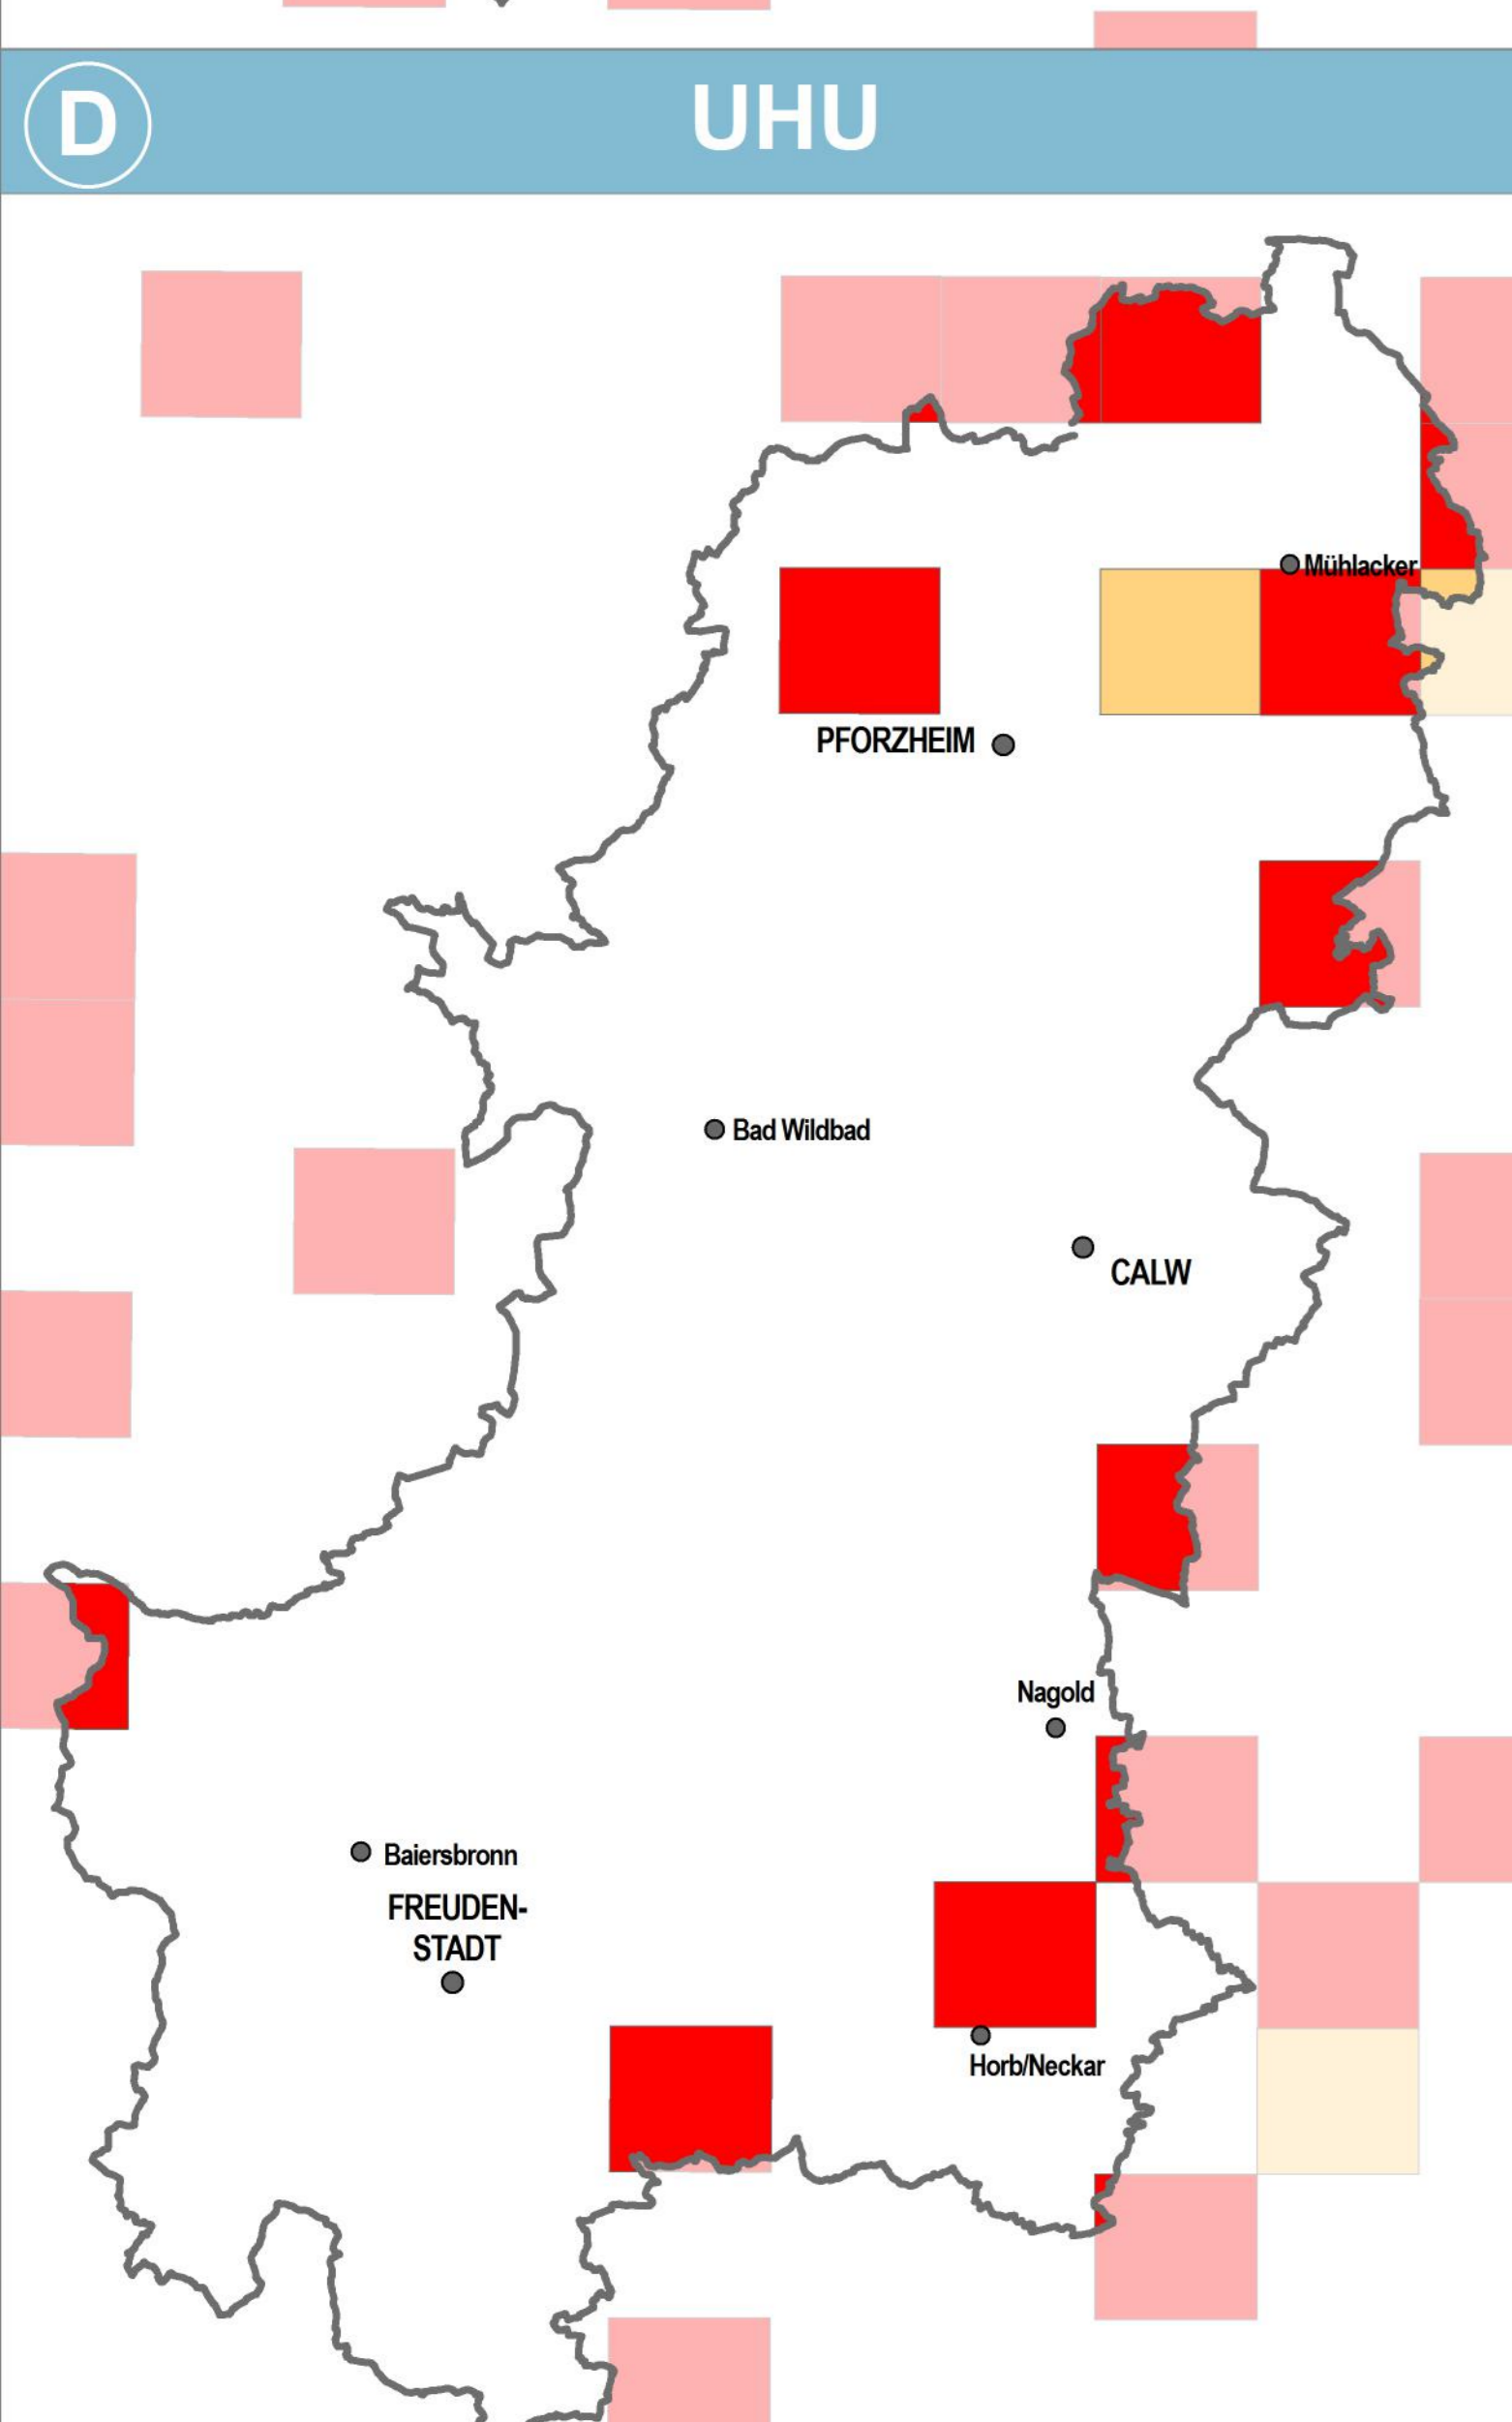 D
UHU
Mühlacker
PFORZHEIM
Bad Wildbad
CALW
Nagold
Baiersbronn
FREUDEN-
STADT
Horb/Neckar